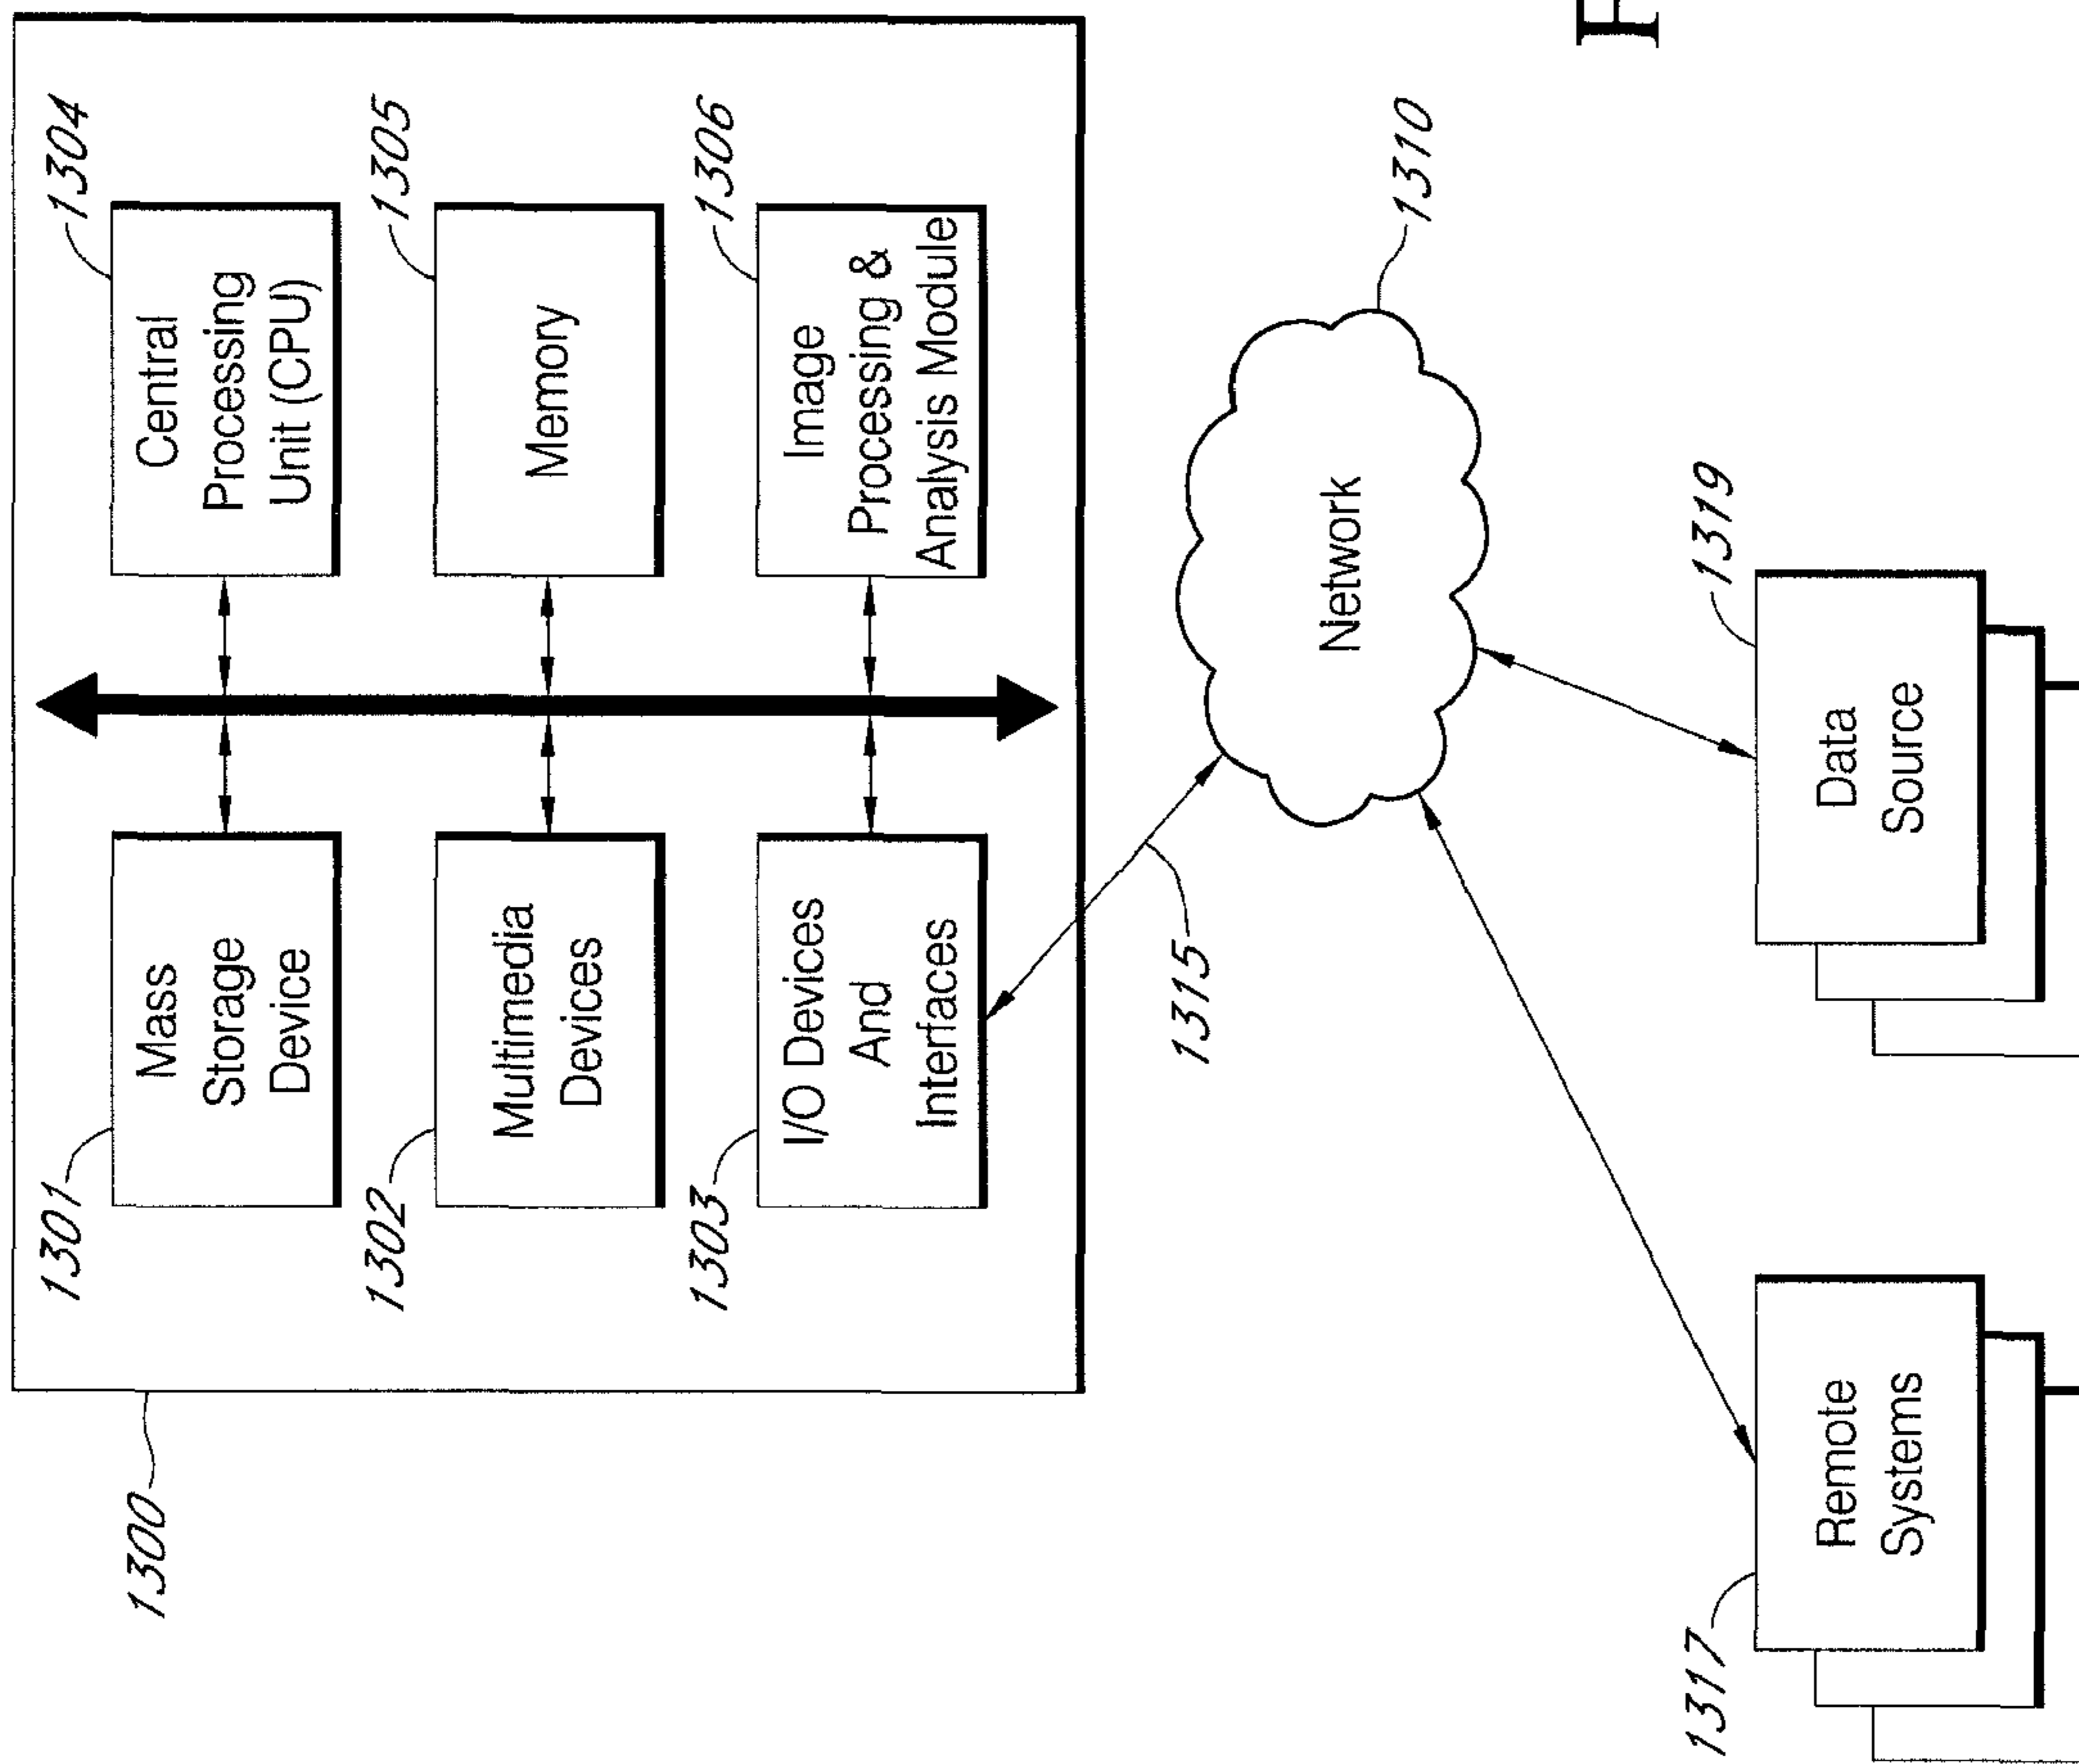 1300
1301
Mass
Storage
Device
1302
Multimedia
Devices
1303
I/O Devices
And
Interfaces
1304
Central
Processing
Unit (CPU)
1305
Memory
1306
Image
Processing &
Analysis Module
1315
Network
1310
1317
Remote
Systems
1319
Data
Source
F